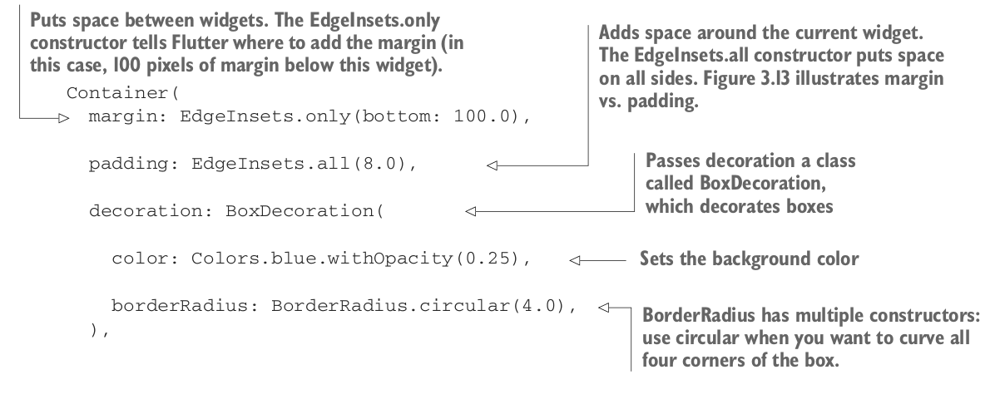 Puts space between widgets. The EdgeInsets.only
constructor tells Flutter where to add the margin (in
this case, 100 pixels of margin below this widget).
Adds space around the current widget.
The EdgeInsets.all constructor puts space
on all sides. Figure 3.13 illustrates margin
vs. padding.
Container(
margin: EdgeInsets.only(bottom: 100.0),
padding: EdgeInsets.all(8.0),
Passes decoration a class
called BoxDecoration,
which decorates boxes
decoration: BoxDecoration(
color: Colors.blue.withOpacity(0.25),
Sets the background color
borderRadius: BorderRadius.circular(4.0),
),
BorderRadius has multiple constructors:
use circular when you want to curve all
four corners of the box.